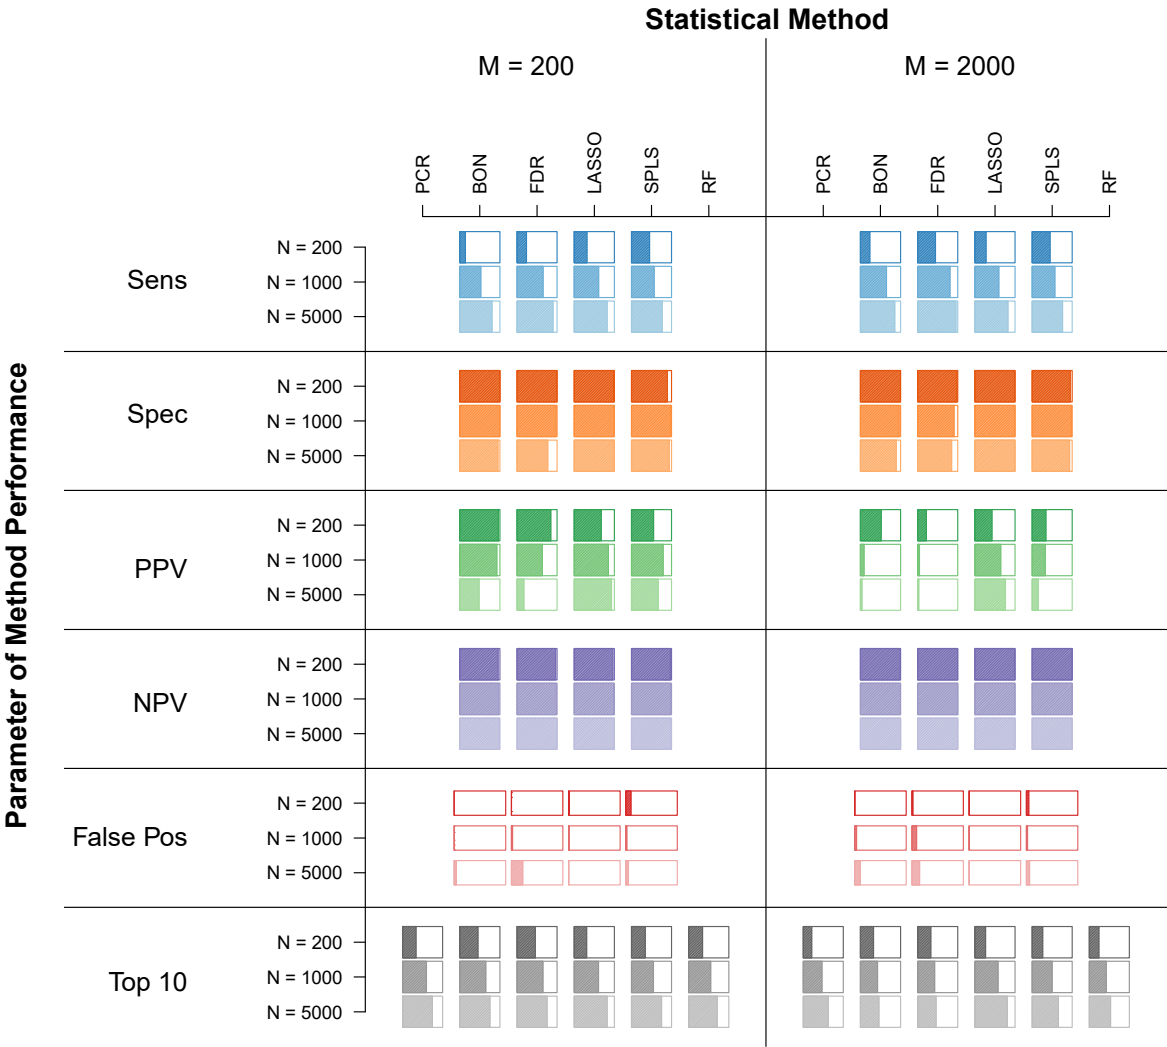 Statistical Method
M = 200
M = 2000
PCR
BON
FDR
LASSO
SPLS
RF
PCR
BON
FDR
LASSO
SPLS
RF
Parameter of Method Performance
Sens
N = 200
N = 1000
N = 5000
Spec
N = 200
N = 1000
N = 5000
PPV
N = 200
N = 1000
N = 5000
NPV
N = 200
N = 1000
N = 5000
False Pos
N = 200
N = 1000
N = 5000
Top 10
N = 200
N = 1000
N = 5000